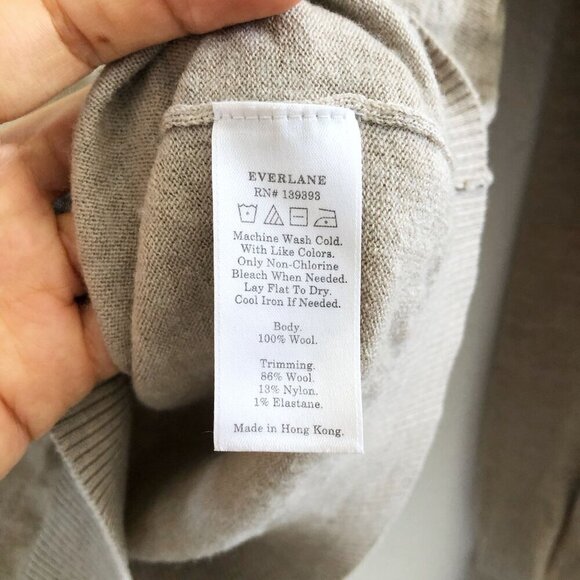 EVERLANE
RN# 139393
Machine Wash Cold.
With Like Colors.
Only Non-Chlorine
Bleach When Needed.
Lay Flat To Dry.
Cool Iron If Needed.
Body.
100% Wool.
Trimming.
86% Wool.
13% Nylon.
1% Elastane.
Made in Hong Kong.